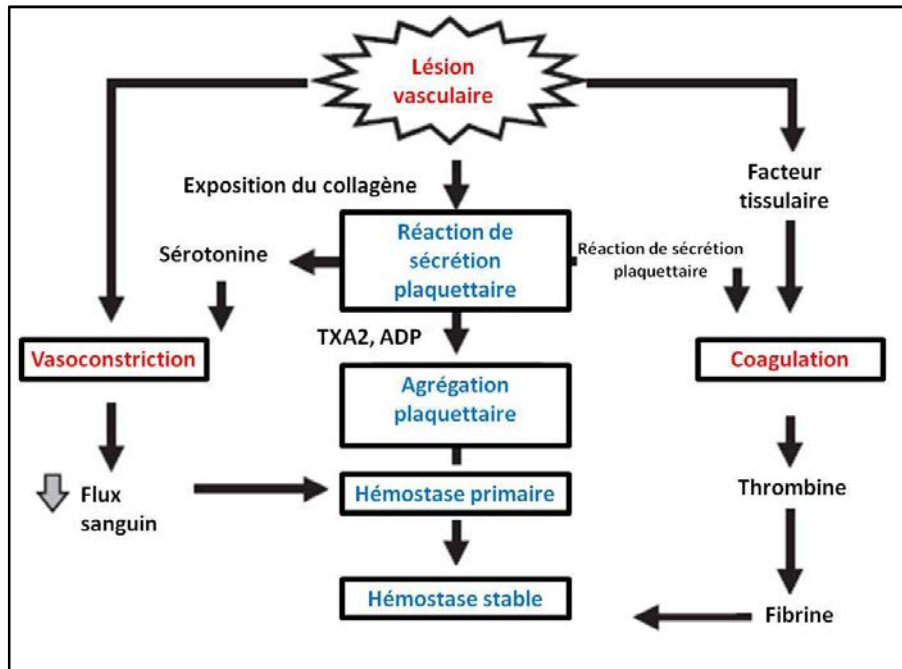 Lésion
vasculaire
Exposition du collagène
Facteur
tissulaire
Réaction de
sécrétion
plaquettaire
Sérotonine
Réaction de sécrétion
plaquettaire
TXA2, ADP
Vasoconstriction
Coagulation
Agrégation
plaquettaire
Flux
sanguin
Hémostase primaire
Thrombine
Hémostase stable
Fibrine